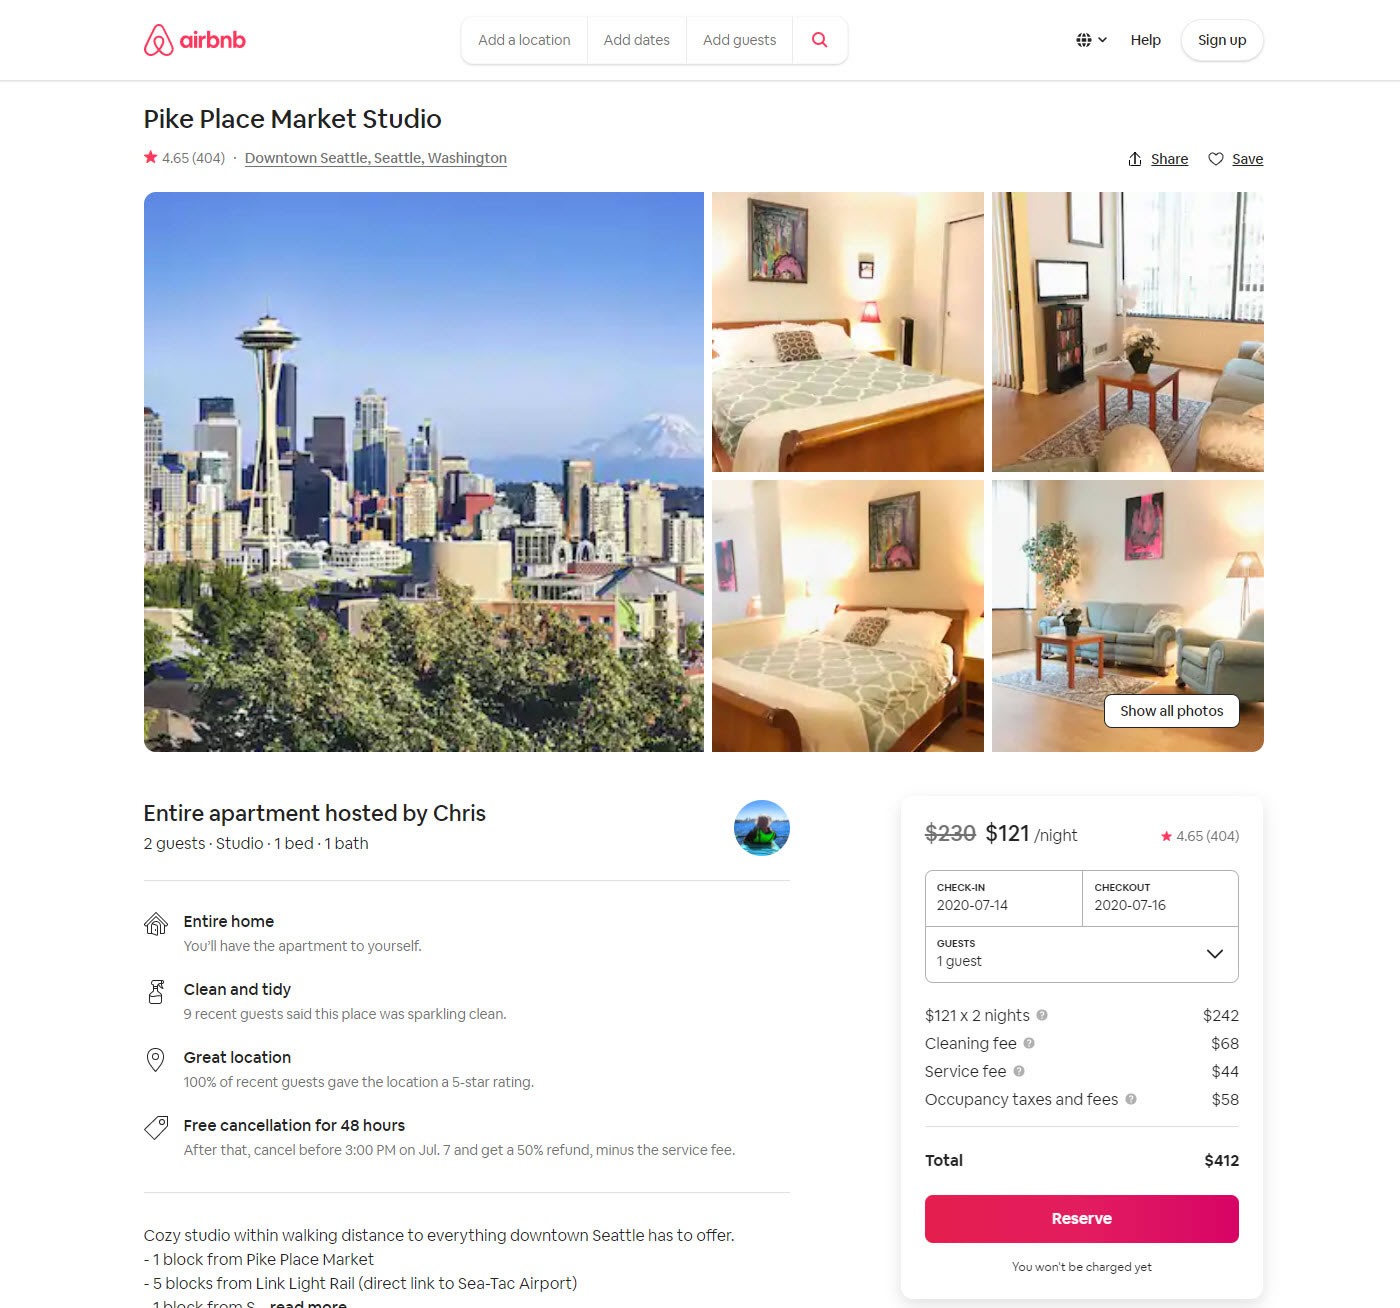 airbnb
Add a location
Add dates
Add guests
Help
Sign up
Pike Place Market Studio
4.65 (404) · Downtown Seattle, Seattle, Washington
Share
Save
Show all photos
Entire apartment hosted by Chris
2 guests · Studio · 1 bed · 1 bath
Entire home
You'll have the apartment to yourself.
Clean and tidy
9 recent guests said this place was sparkling clean.
Great location
100% of recent guests gave the location a 5-star rating.
Free cancellation for 48 hours
After that, cancel before 3:00 PM on Jul. 7 and get a 50% refund, minus the service fee.
Cozy studio within walking distance to everything downtown Seattle has to offer.
- 1 block from Pike Place Market
- 5 blocks from Link Light Rail (direct link to Sea-Tac Airport)
- 1 block from S... read more
$230 $121 /night
4.65 (404)
CHECK-IN
2020-07-14
CHECKOUT
2020-07-16
GUESTS
1 guest
$121 x 2 nights $242
Cleaning fee $68
Service fee $44
Occupancy taxes and fees $58
Total $412
Reserve
You won't be charged yet